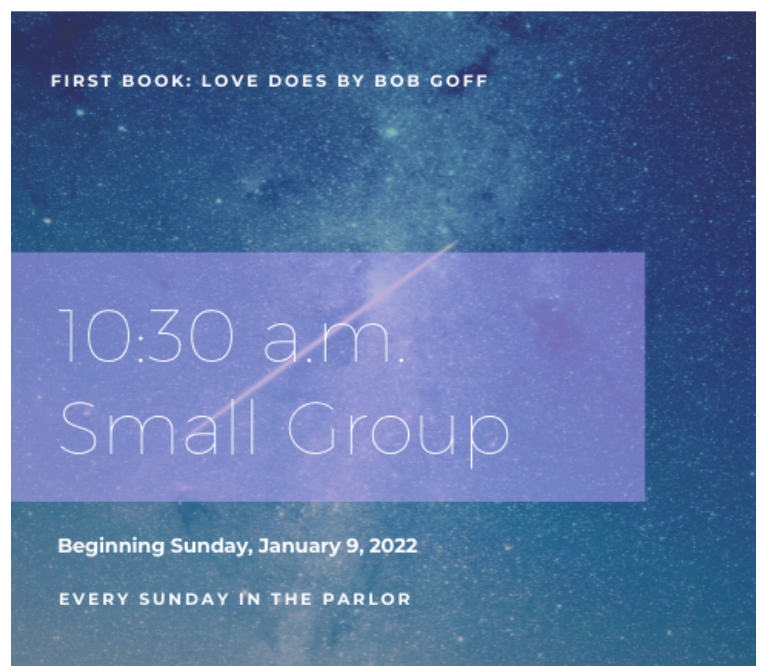 FIRST BOOK: LOVE DOES BY BOB GOFF
10:30 a.m.
Small Group
Beginning Sunday, January 9, 2022
EVERY SUNDAY IN THE PARLOR